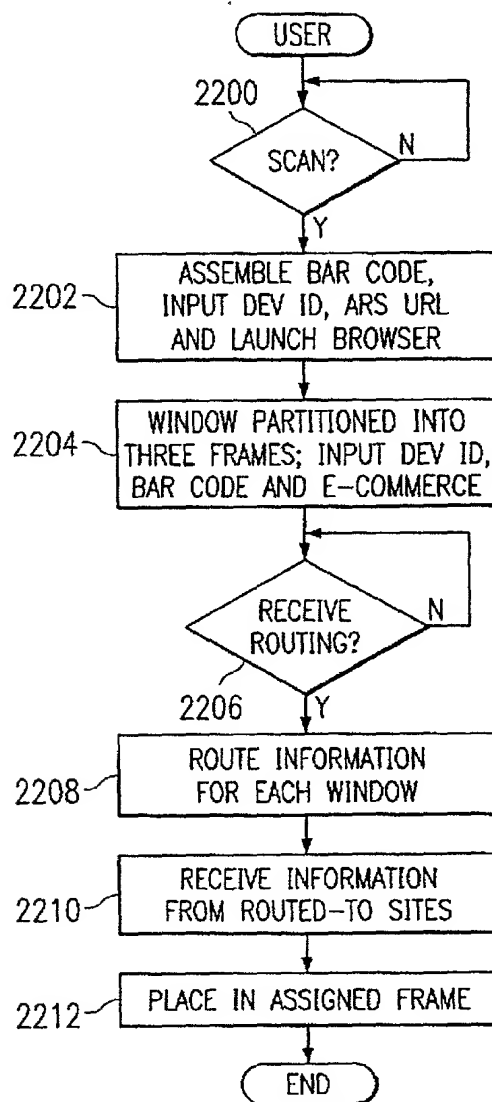 USER
2200
SCAN?
N
Y
2202
ASSEMBLE BAR CODE,
INPUT DEV ID, ARS URL
AND LAUNCH BROWSER
2204
WINDOW PARTITIONED INTO
THREE FRAMES; INPUT DEV ID,
BAR CODE AND E-COMMERCE
RECEIVE
ROUTING?
N
2206
Y
2208
ROUTE INFORMATION
FOR EACH WINDOW
2210
RECEIVE INFORMATION
FROM ROUTED-TO SITES
2212
PLACE IN ASSIGNED FRAME
END